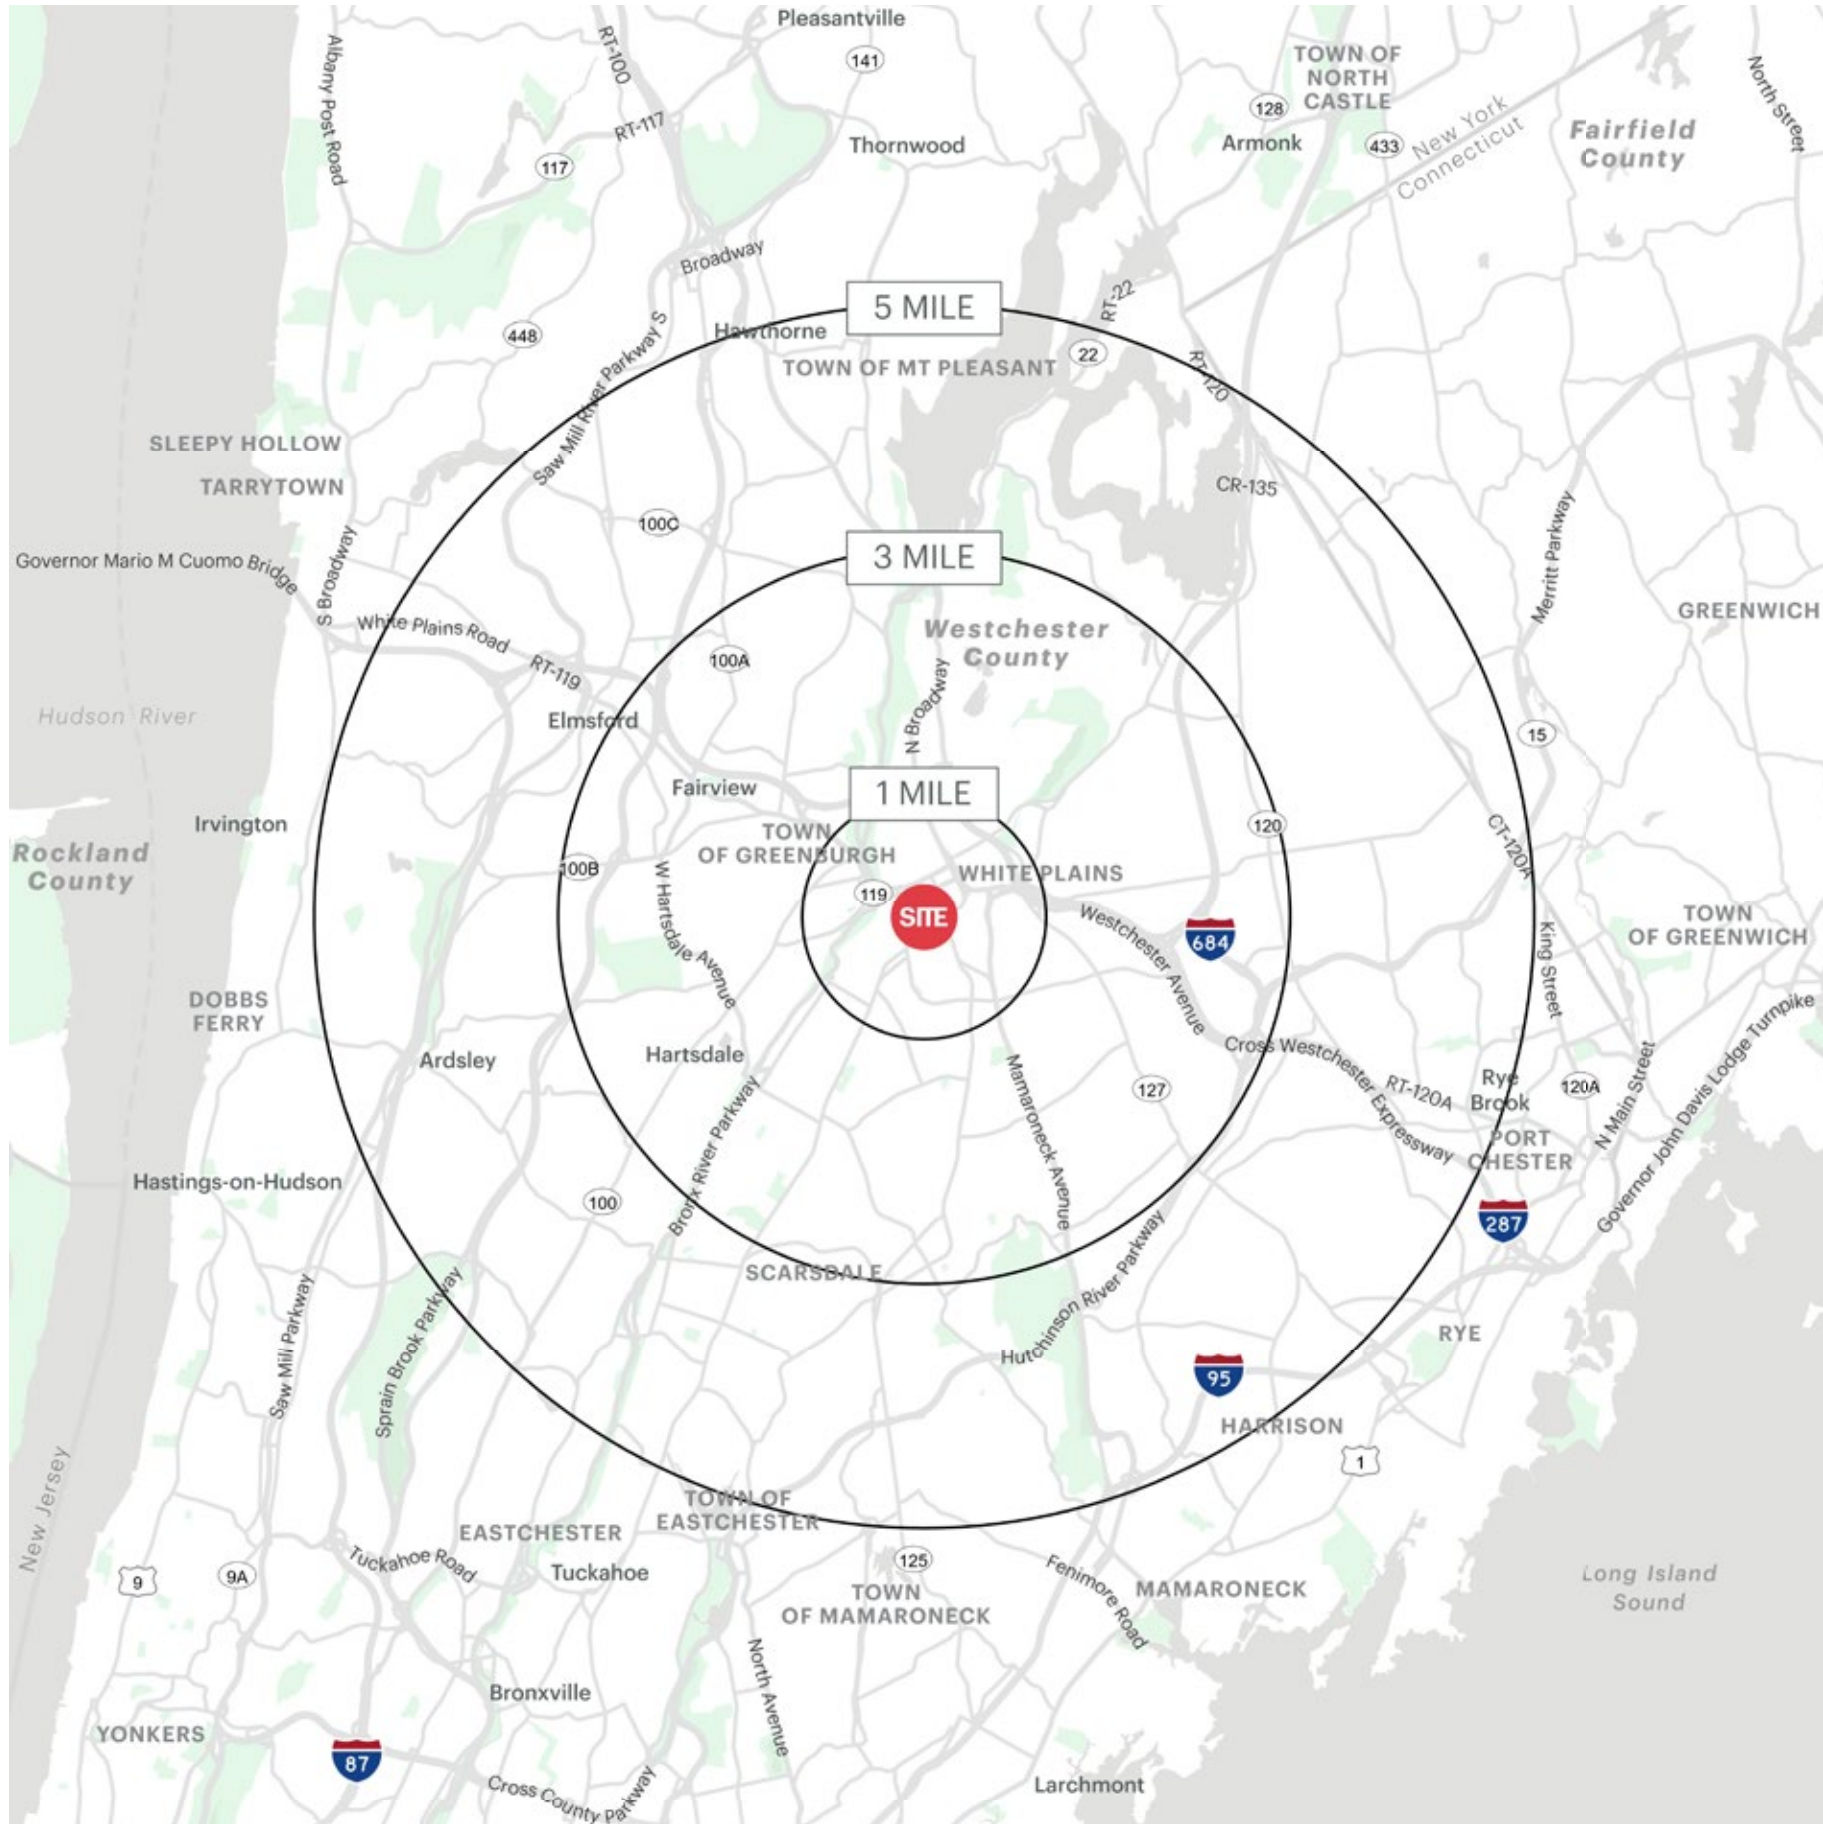 Pleasantville
Albany Post Road
RT-100
141
TOWN OF
NORTH
CASTLE
North Street
128
RT-117
New York
Connecticut
Fairfield
County
Thornwood
Armonk
433
117
Broadway
5 MILE
RT-22
Hawthorne
448
Saw Mill River Parkway S
22
TOWN OF MT PLEASANT
RT-120
SLEEPY HOLLOW
TARRYTOWN
CR-135
100C
Merritt Parkway
3 MILE
Governor Mario M Cuomo Bridge
S Broadway
GREENWICH
White Plains Road
Westchester
County
RT-119
100A
N Broadway
Hudson River
Elmsford
15
Fairview
1 MILE
Irvington
TOWN
OF GREENBURGH
120
CT-120A
Rockland
County
100B
W Hartsdale Avenue
WHITE PLAINS
119
SITE
Westchester Avenue
684
King Street
TOWN
OF GREENWICH
DOBBS
FERRY
Governor John Davis Lodge Turnpike
Ardsley
Hartsdale
Cross Westchester Expressway
Mamaroneck Avenue
127
RT-120A
Rye
Brook
120A
N Main Street
Bronx River Parkway
PORT
CHESTER
Hastings-on-Hudson
100
287
SCARSDALE
Hutchinson River Parkway
Saw Mill Parkway
Sprain Brook Parkway
RYE
95
HARRISON
1
New Jersey
TOWN OF
EASTCHESTER
EASTCHESTER
Tuckahoe Road
Tuckahoe
125
9
9A
Fenimore Road
MAMARONECK
TOWN
OF MAMARONECK
Long Island
Sound
North Avenue
Bronxville
YONKERS
87
Cross County Parkway
Larchmont